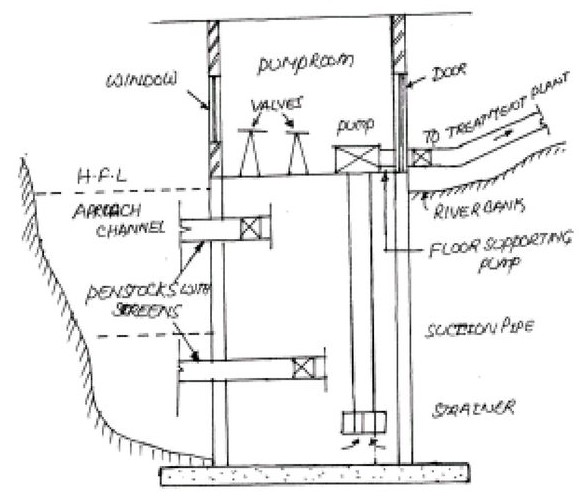 PUMPROOM
WINDOW
DOOR
VALVES
PUMP
TO TREATMENT PLANT
H.F.L
APROACH
CHANNEL
RIVER BANK
FLOOR SUPPORTING
PUMP
PENSTOCKS WITH
SCREENS
SUCTION PIPE
STRAINER